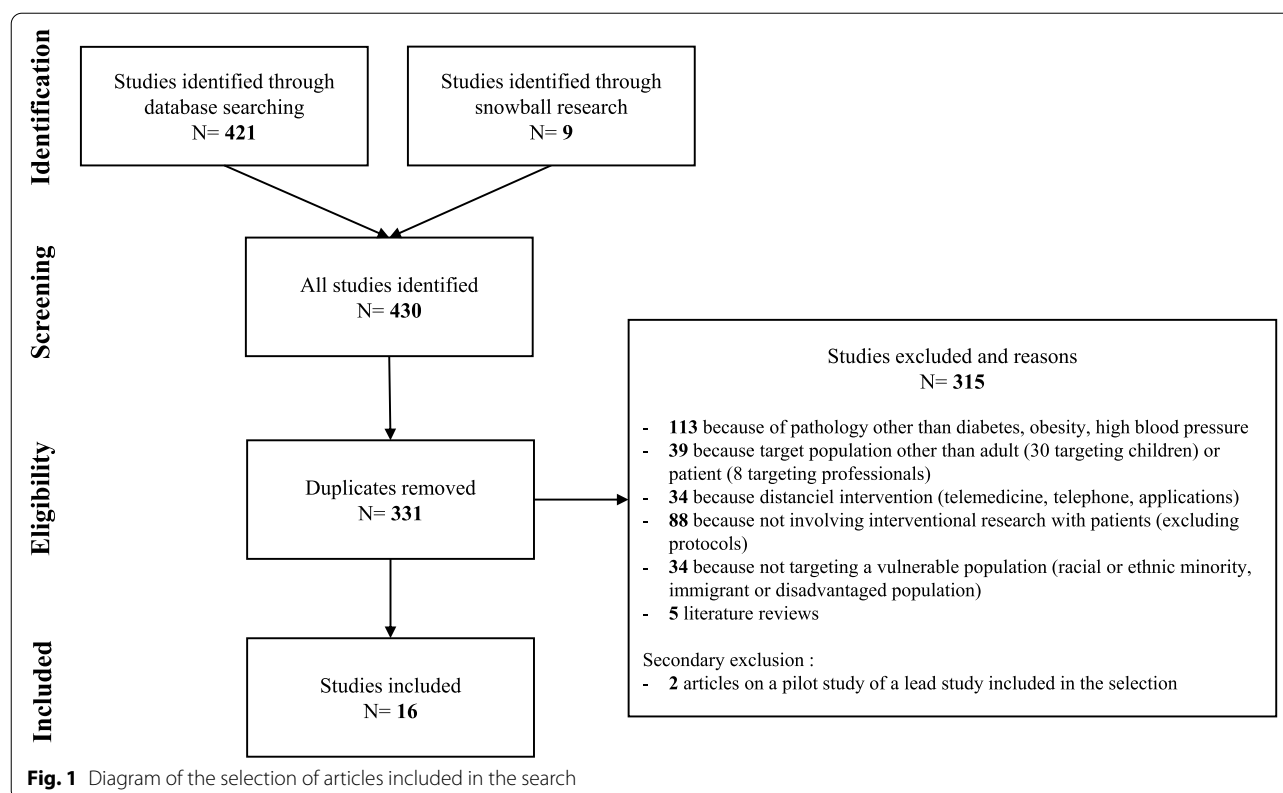 Identification
Studies identified through
database searching
N= 421
Studies identified through
snowball research
N= 9
Screening
All studies identified
N= 430
Eligibility
Duplicates removed
N= 331
Studies excluded and reasons
N= 315
- 113 because of pathology other than diabetes, obesity, high blood pressure
- 39 because target population other than adult (30 targeting children) or
patient (8 targeting professionals)
- 34 because distanciel intervention (telemedicine, telephone, applications)
- 88 because not involving interventional research with patients (excluding
protocols)
- 34 because not targeting a vulnerable population (racial or ethnic minority,
immigrant or disadvantaged population)
- 5 literature reviews
Secondary exclusion :
- 2 articles on a pilot study of a lead study included in the selection
Included
Studies included
N= 16
Fig. 1 Diagram of the selection of articles included in the search